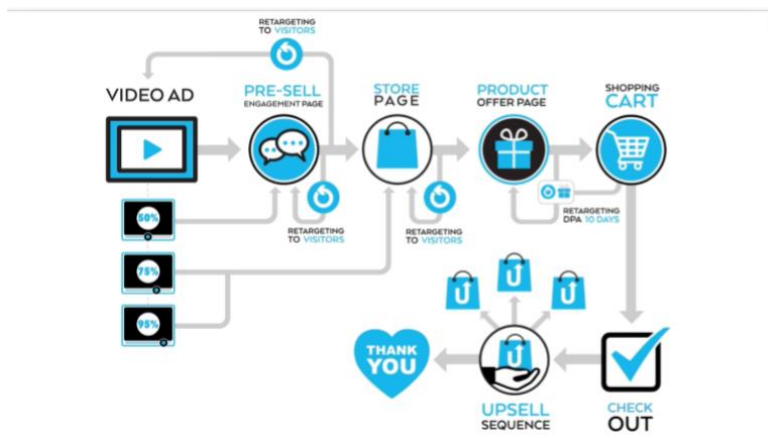 RETARGETING
TO VISITORS
VIDEO AD
PRE-SELL
ENGAGEMENT PAGE
STORE
PAGE
PRODUCT
OFFER PAGE
SHOPPING
CART
50%
RETARGETING
TO VISITORS
RETARGETING
TO VISITORS
RETARGETING
DPA 10 DAYS
75%
95%
U
U
U
THANK
YOU
U
UPSELL
SEQUENCE
CHECK
OUT